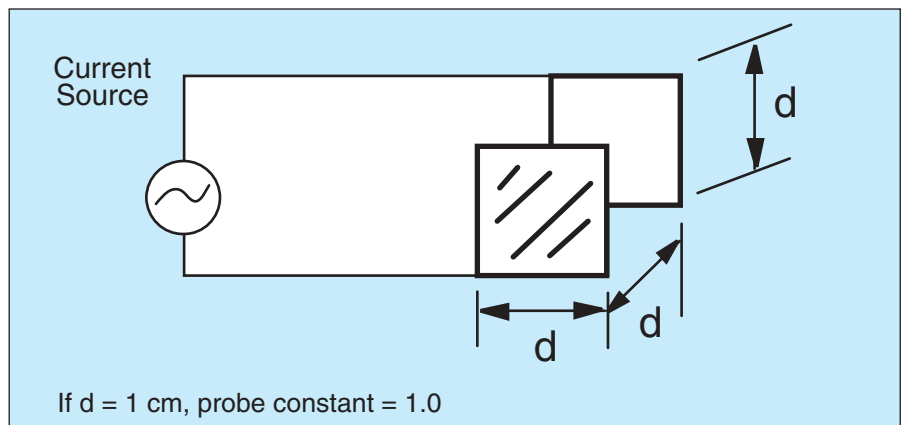 Current
Source
d
d
d
If d = 1 cm, probe constant = 1.0